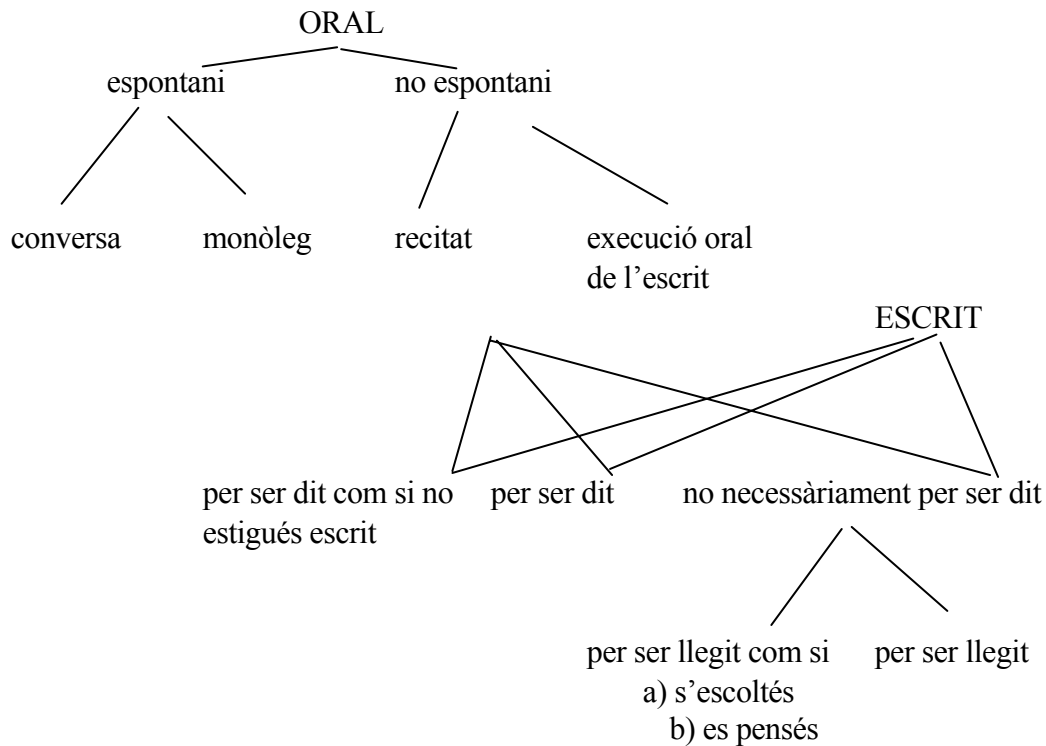 ORAL
espontani
no espontani
conversa
monòleg
recitat
execució oral
de l’escrit
ESCRIT
per ser dit com si no
estigués escrit
per ser dit
no necessàriament per ser dit
per ser llegit com si
a) s’escoltés
b) es pensés
per ser llegit